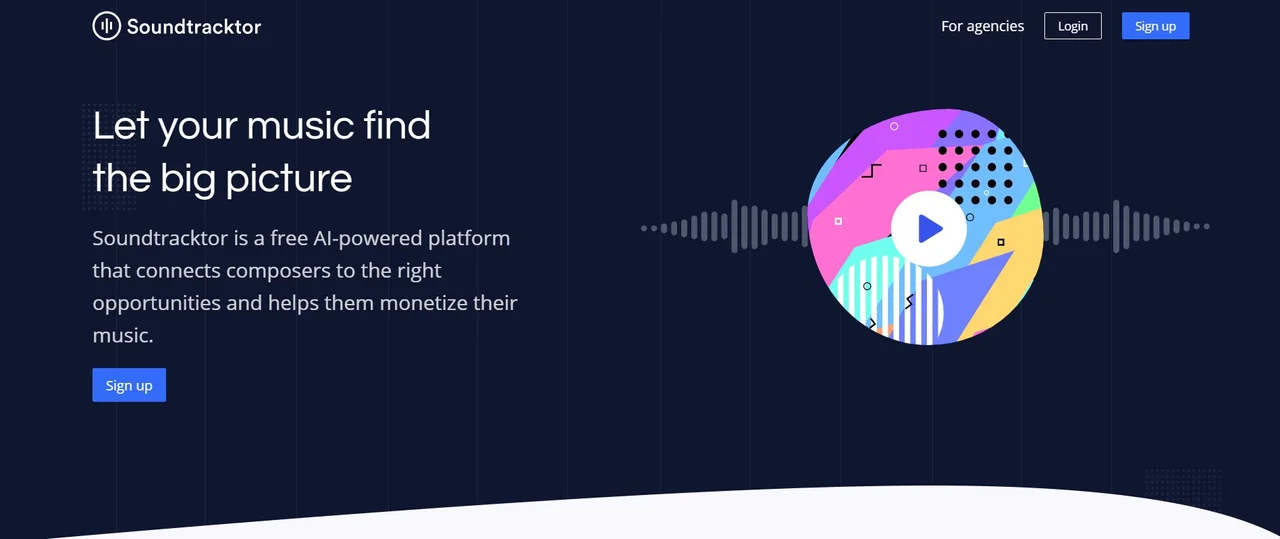 Soundtracktor
For agencies
Login
Sign up
Let your music find
the big picture
Soundtracktor is a free AI-powered platform
that connects composers to the right
opportunities and helps them monetize their
music.
Sign up